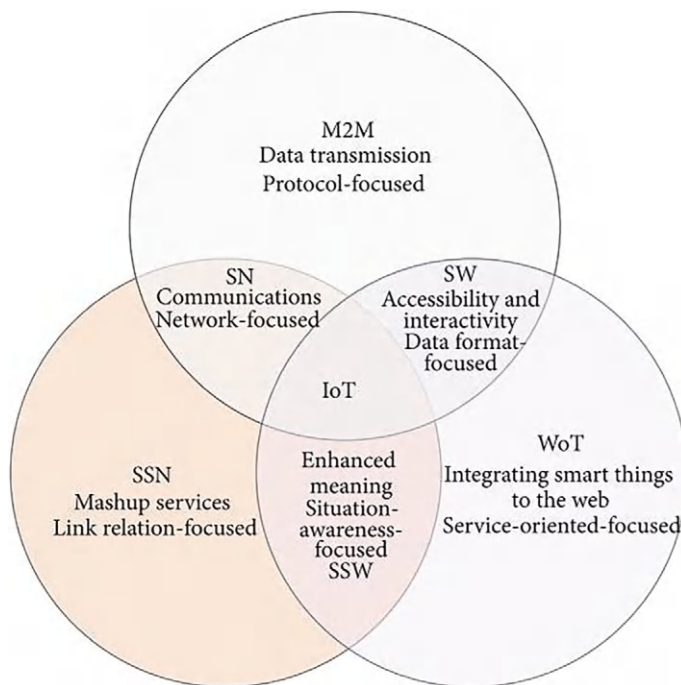 M2M
Data transmission
Protocol-focused
SN
Communications
Network-focused
SW
Accessibility and
interactivity
Data format-
focused
IoT
SSN
Mashup services
Link relation-focused
Enhanced
meaning
Situation-
awareness-
focused
SSW
WoT
Integrating smart things
to the web
Service-oriented-focused